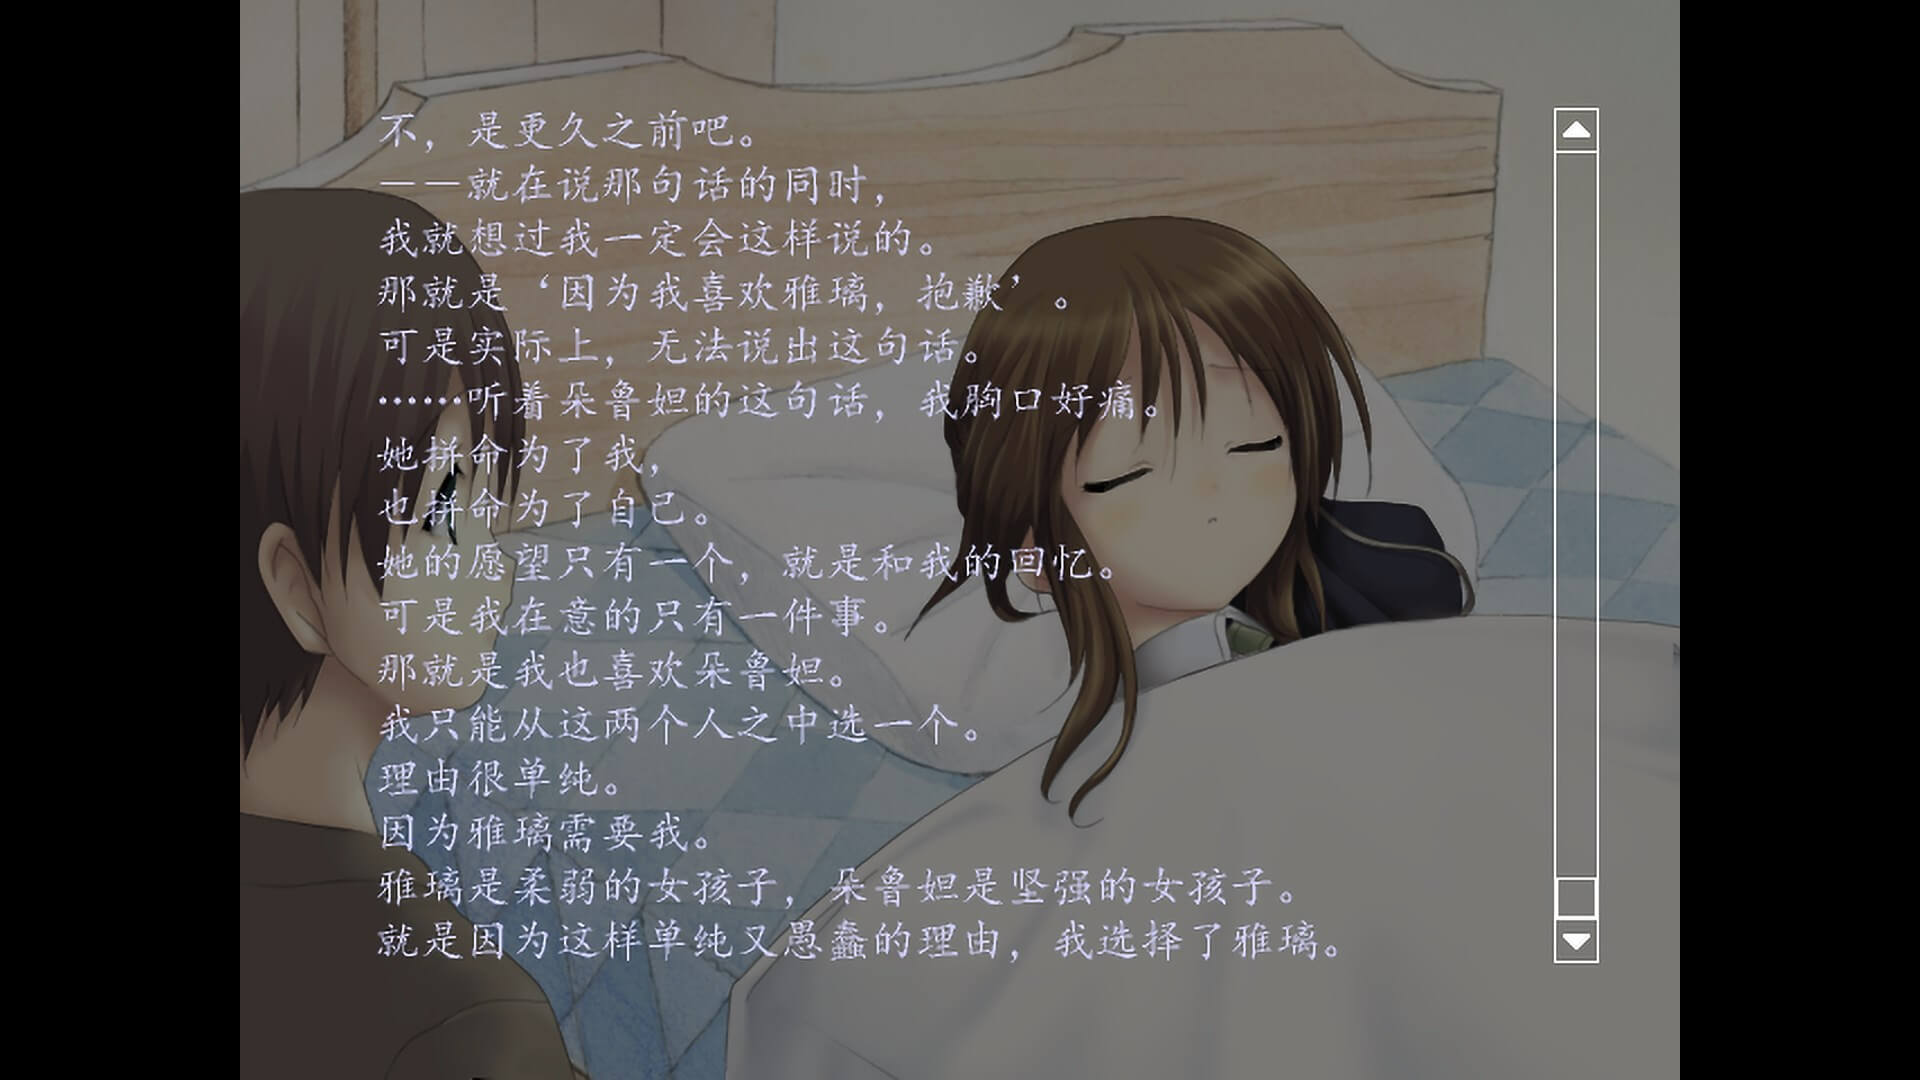 不，是更久之前吧。
——就在说那句话的同时，
我就想过我一定会这样说的。
那就是‘因为我喜欢雅璃，抱歉’。
可是实际上，无法说出这句话。
……听着朵鲁妲的这句话，我胸口好痛。
她拼命为了我，
也拼命为了自己。
她的愿望只有一个，就是和我的回忆。
可是我在意的只有一件事。
那就是我也喜欢朵鲁妲。
我只能从这两个人之中选一个。
理由很单纯。
因为雅璃需要我。
雅璃是柔弱的女孩子，朵鲁妲是坚强的女孩子。
就是因为这样单纯又愚蠢的理由，我选择了雅璃。